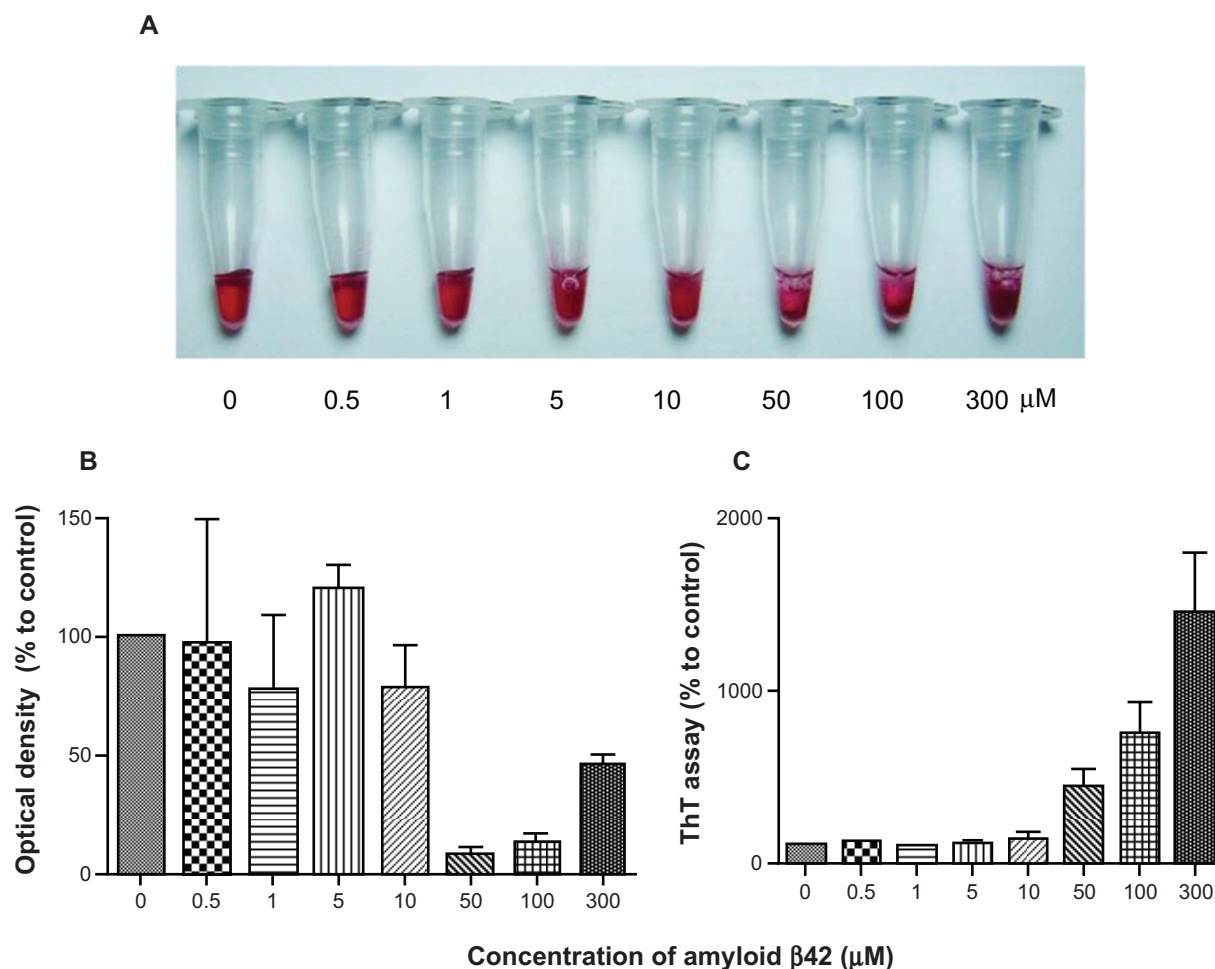 A
0 0.5 1 5 10 50 100 300 μM
B
Optical density (% to control)
150
100
50
0
0 0.5 1 5 10 50 100 300
C
ThT assay (% to control)
2000
1000
0
0 0.5 1 5 10 50 100 300
Concentration of amyloid β42 (μM)